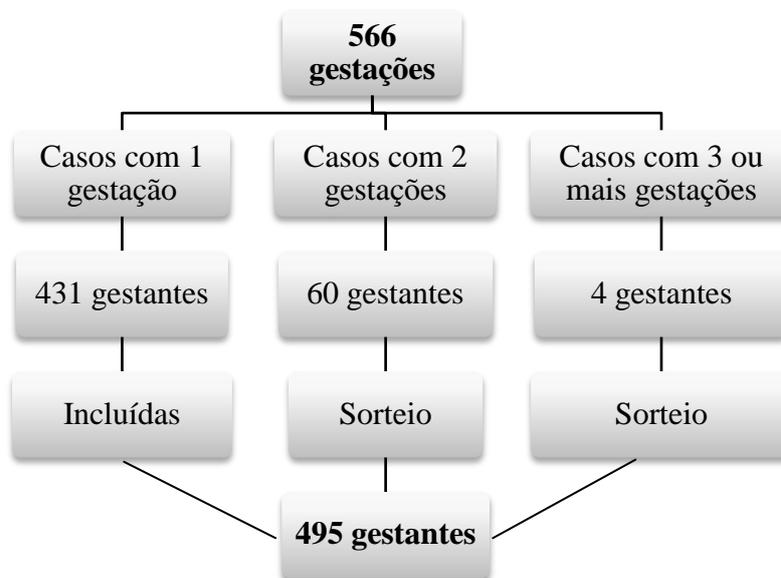 566
gestações
Casos com 1
gestação
Casos com 2
gestações
Casos com 3 ou
mais gestações
431 gestantes
60 gestantes
4 gestantes
Incluídas
Sorteio
Sorteio
495 gestantes